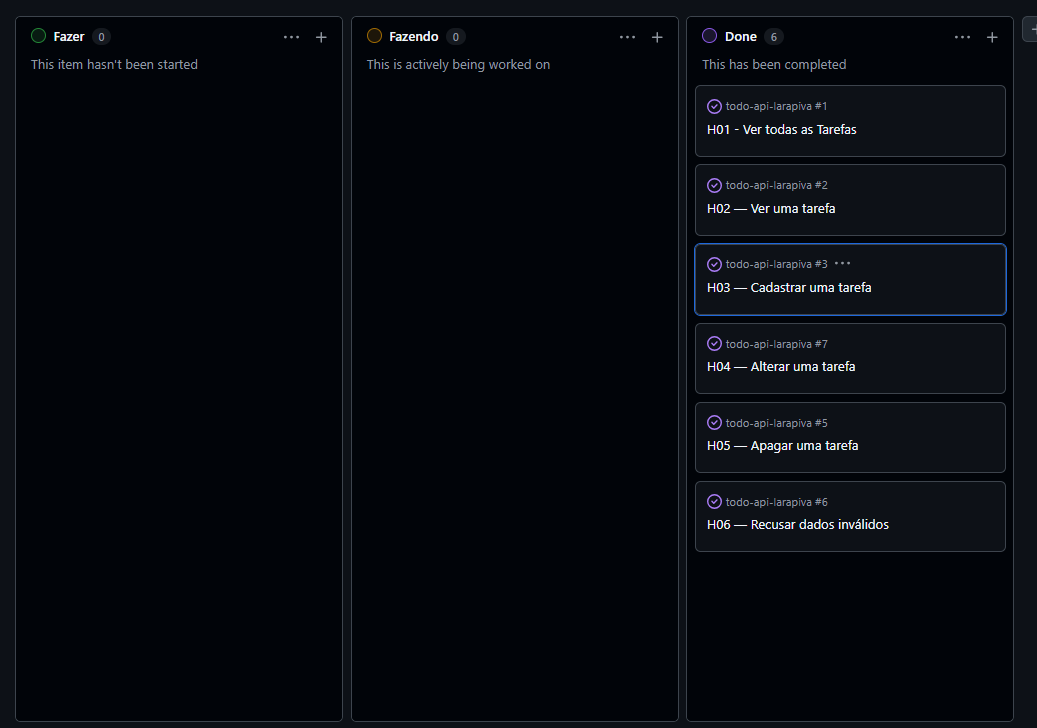 Fazer 0
This item hasn't been started
Fazendo 0
This is actively being worked on
Done 6
This has been completed
todo-api-larapiva #1
H01 - Ver todas as Tarefas
todo-api-larapiva #2
H02 — Ver uma tarefa
todo-api-larapiva #3
H03 — Cadastrar uma tarefa
todo-api-larapiva #7
H04 — Alterar uma tarefa
todo-api-larapiva #5
H05 — Apagar uma tarefa
todo-api-larapiva #6
H06 — Recusar dados inválidos